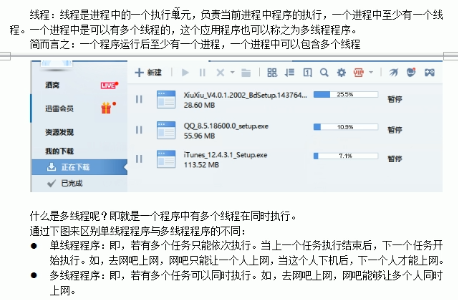 线程：线程是进程中的一个执行单元，负责当前进程中程序的执行，一个进程中至少有一个线
程。一个进程中是可以有多个线程的，这个应用程序也可以称之为多线程程序。
简而言之：一个程序运行后至少有一个进程，一个进程中可以包含多个线程
酒窝 LIVE
迅雷会员
资源发现
我的下载
正在下载
已完成
+ 新建
XiuXiu_V4.0.1.2002_BdSetup.143764... 25.5% 暂停
28.60 MB
QQ_8.5.18600.0_setup.exe 10.9% 暂停
55.96 MB
iTunes_12.4.3.1_Setup.exe 7.1% 暂停
113.52 MB
什么是多线程呢？即就是一个程序中有多个线程在同时执行。
通过下图来区别单线程程序与多线程程序的不同：
● 单线程程序：即，若有多个任务只能依次执行。当上一个任务执行结束后，下一个任务开
始执行。如，去网吧上网，网吧只能让一个人上网，当这个人下机后，下一个人才能上网。
● 多线程程序：即，若有多个任务可以同时执行。如，去网吧上网，网吧能够让多个人同时
上网。